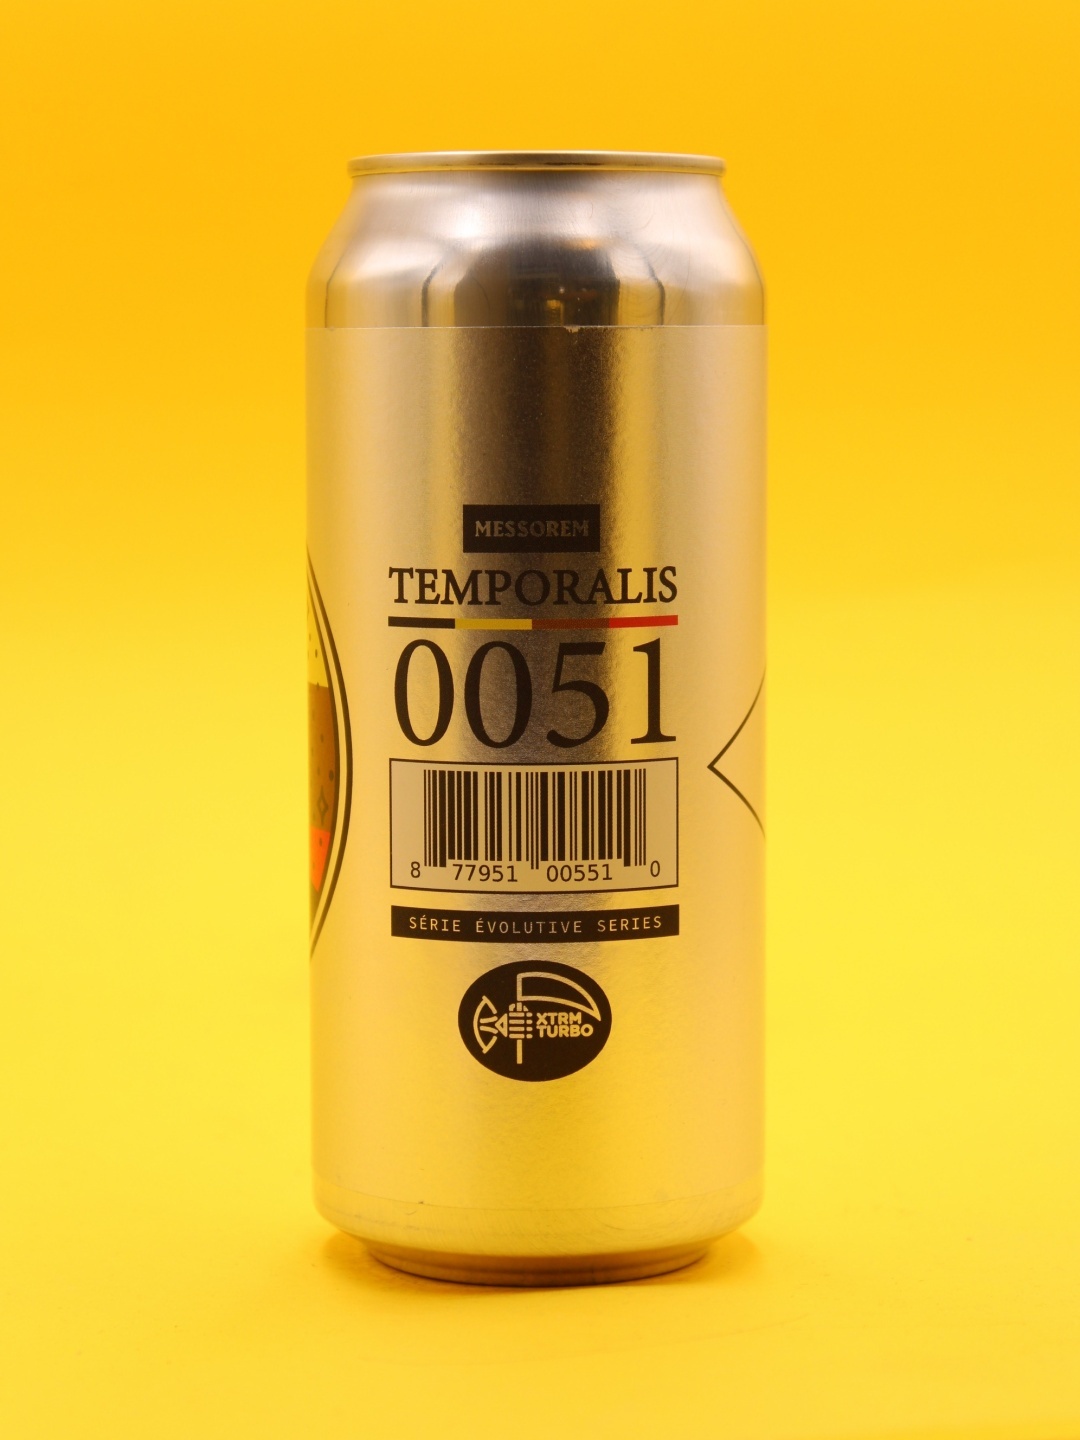 MESSOREM
TEMPORALIS
0051
8 77951 00551 0
SÉRIE ÉVOLUTIVE SERIES
XTRM
TURBO